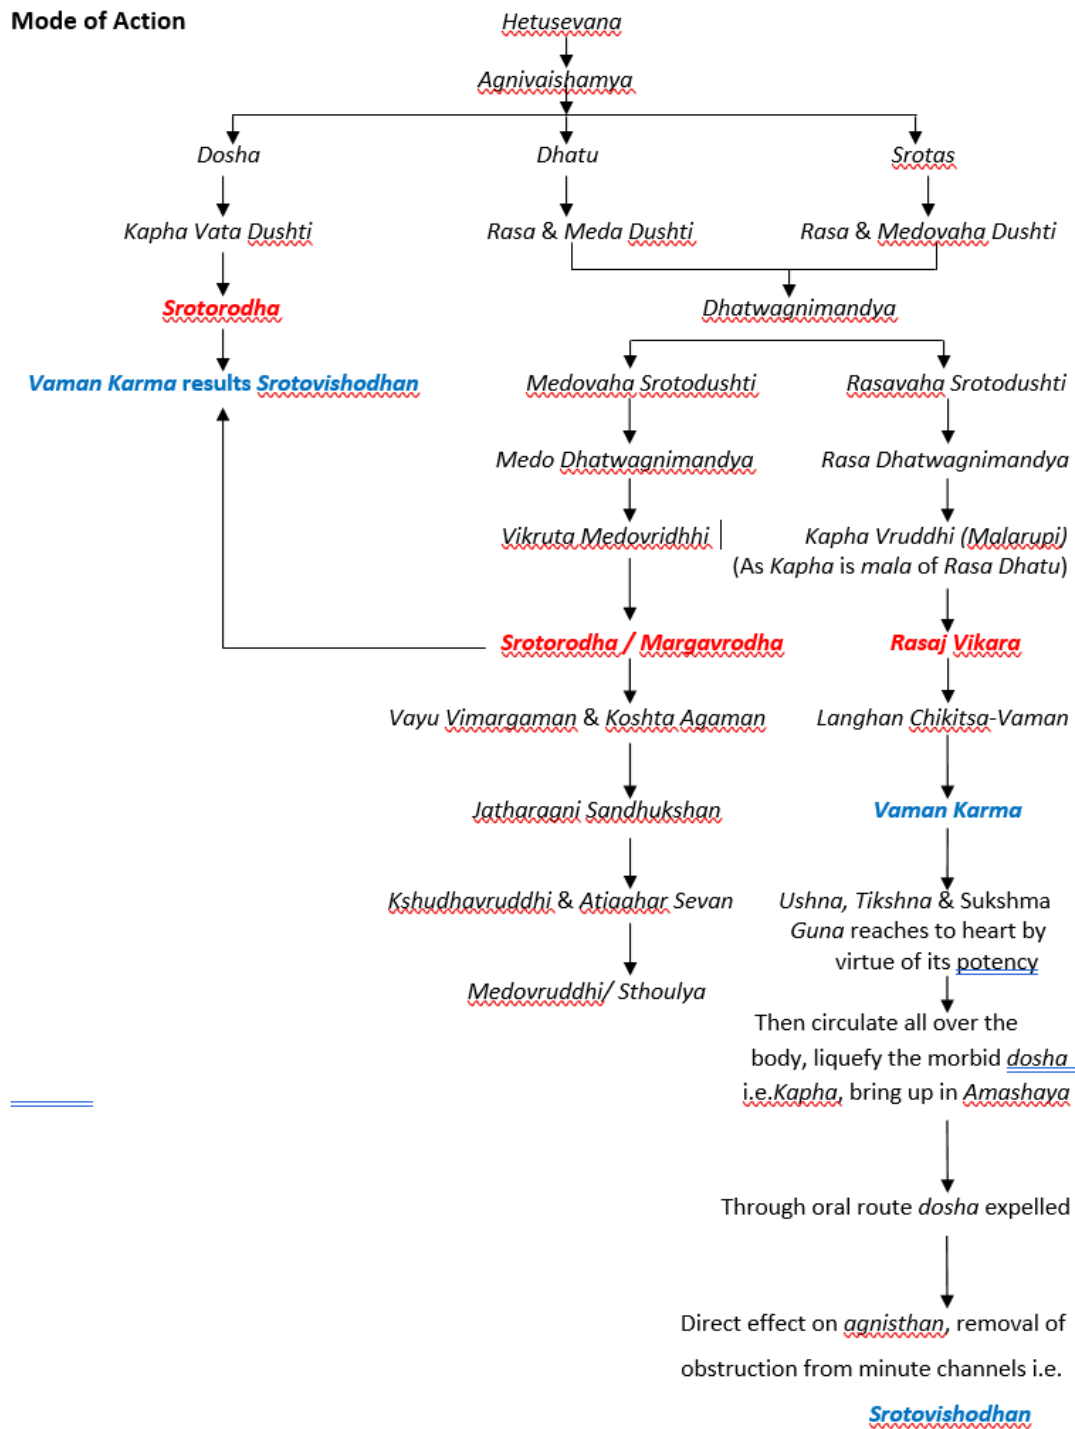 Mode of Action
Hetusevana
Agnivaishamya
Dosha
Dhatu
Srotas
Kapha Vata Dushti
Rasa & Meda Dushti
Rasa & Medovaha Dushti
Srotorodha
Dhatwagnimandya
Vaman Karma results Srotovishodhan
Medovaha Srotodushti
Rasavaha Srotodushti
Medo Dhatwagnimandya
Rasa Dhatwagnimandya
Vikruta Medovridhhi
Kapha Vruddhi (Malarupi)
(As Kapha is mala of Rasa Dhatu)
Srotorodha / Margavrodha
Rasaj Vikara
Vayu Vimargaman & Koshta Agaman
Langhan Chikitsa-Vaman
Jatharagni Sandhukshan
Vaman Karma
Kshudhavruddhi & Atiaahar Sevan
Ushna, Tikshna & Sukshma
Guna reaches to heart by
virtue of its potency
Medovruddhi/ Sthoulya
Then circulate all over the
body, liquefy the morbid dosha
i.e.Kapha, bring up in Amashaya
Through oral route dosha expelled
Direct effect on agnisthan, removal of
obstruction from minute channels i.e.
Srotovishodhan